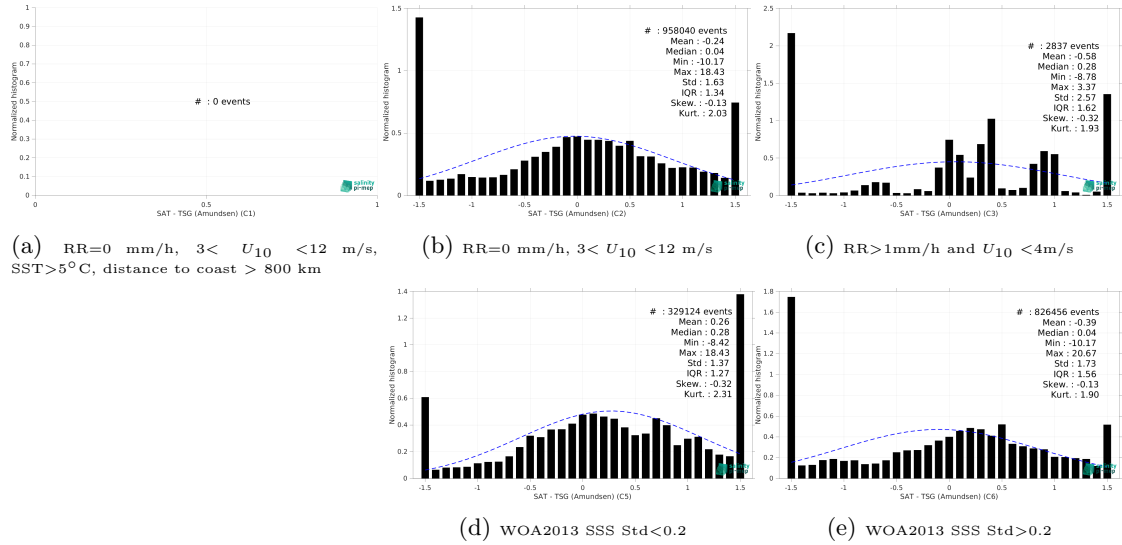 1
0.9
0.8
0.7
0.6
0.5
0.4
0.3
0.2
0.1
0
Normalized histogram
# : 0 events
0 0.5 1
SAT - TSG (Amundsen) (C1)
salinity
pi-mep
(a) RR=0 mm/h, 3< U10 <12 m/s,
SST>5°C, distance to coast > 800 km
1.5
1
0.5
0
Normalized histogram
# : 958040 events
Mean : -0.24
Median : 0.04
Min : -10.17
Max : 18.43
Std : 1.63
IQR : 1.34
Skew. : -0.13
Kurt. : 2.03
-1.5 -1 -0.5 0 0.5 1 1.5
SAT - TSG (Amundsen) (C2)
salinity
pi-mep
(b) RR=0 mm/h, 3< U10 <12 m/s
2.5
2
1.5
1
0.5
0
Normalized histogram
# : 2837 events
Mean : -0.58
Median : 0.28
Min : -8.78
Max : 3.37
Std : 2.57
IQR : 1.62
Skew. : -0.32
Kurt. : 1.93
-1.5 -1 -0.5 0 0.5 1 1.5
SAT - TSG (Amundsen) (C3)
salinity
pi-mep
(c) RR>1mm/h and U10 <4m/s
1.4
1.2
1
0.8
0.6
0.4
0.2
0
Normalized histogram
# : 329124 events
Mean : 0.26
Median : 0.28
Min : -8.42
Max : 18.43
Std : 1.37
IQR : 1.27
Skew. : -0.32
Kurt. : 2.31
-1.5 -1 -0.5 0 0.5 1 1.5
SAT - TSG (Amundsen) (C5)
salinity
pi-mep
(d) WOA2013 SSS Std<0.2
1.8
1.6
1.4
1.2
1
0.8
0.6
0.4
0.2
0
Normalized histogram
# : 826456 events
Mean : -0.39
Median : 0.04
Min : -10.17
Max : 20.67
Std : 1.73
IQR : 1.56
Skew. : -0.13
Kurt. : 1.90
-1.5 -1 -0.5 0 0.5 1 1.5
SAT - TSG (Amundsen) (C6)
salinity
pi-mep
(e) WOA2013 SSS Std>0.2